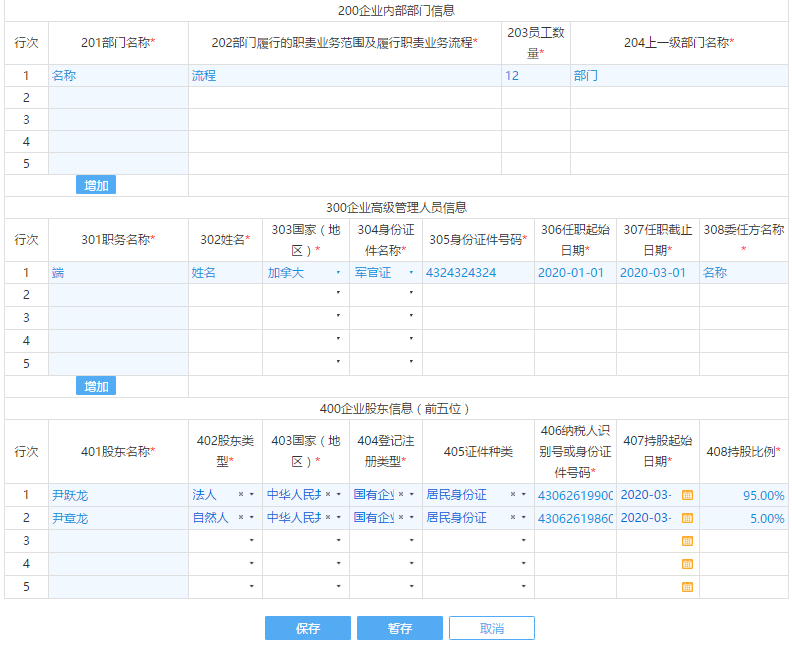 200企业内部部门信息
行次 201部门名称* 202部门履行的职责业务范围及履行职责业务流程* 203员工数量* 204上一级部门名称*
1 名称 流程 12 部门
2
3
4
5
增加
300企业高级管理人员信息
行次 301职务名称* 302姓名* 303国家（地区）* 304身份证件名称* 305身份证件号码* 306任职起始日期* 307任职截止日期* 308委任方名称*
1 端 姓名 加拿大 军官证 4324324324 2020-01-01 2020-03-01 名称
2
3
4
5
增加
400企业股东信息（前五位）
行次 401股东名称* 402股东类型* 403国家（地区）* 404登记注册类型* 405证件种类 406纳税人识别号或身份证件号码* 407持股起始日期* 408持股比例*
1 尹跃龙 法人 × 中华人民 × 国有企业 × 居民身份证 × 43062619900 2020-03- 95.00%
2 尹章龙 自然人 × 中华人民 × 国有企业 × 居民身份证 × 43062619860 2020-03- 5.00%
3
4
5
保存 暂存 取消